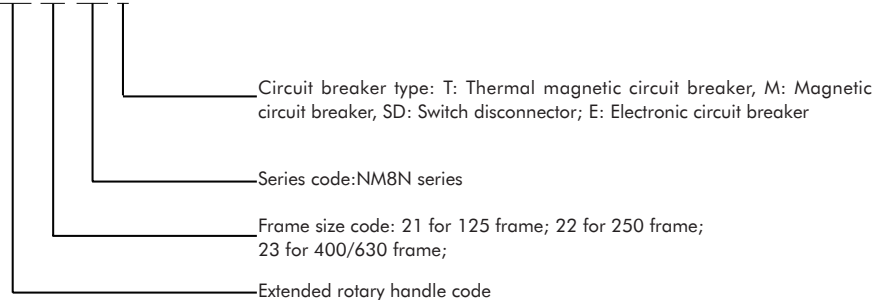 Circuit breaker type: T: Thermal magnetic circuit breaker, M: Magnetic
circuit breaker, SD: Switch disconnector; E: Electronic circuit breaker
Series code:NM8N series
Frame size code: 21 for 125 frame; 22 for 250 frame;
23 for 400/630 frame;
Extended rotary handle code